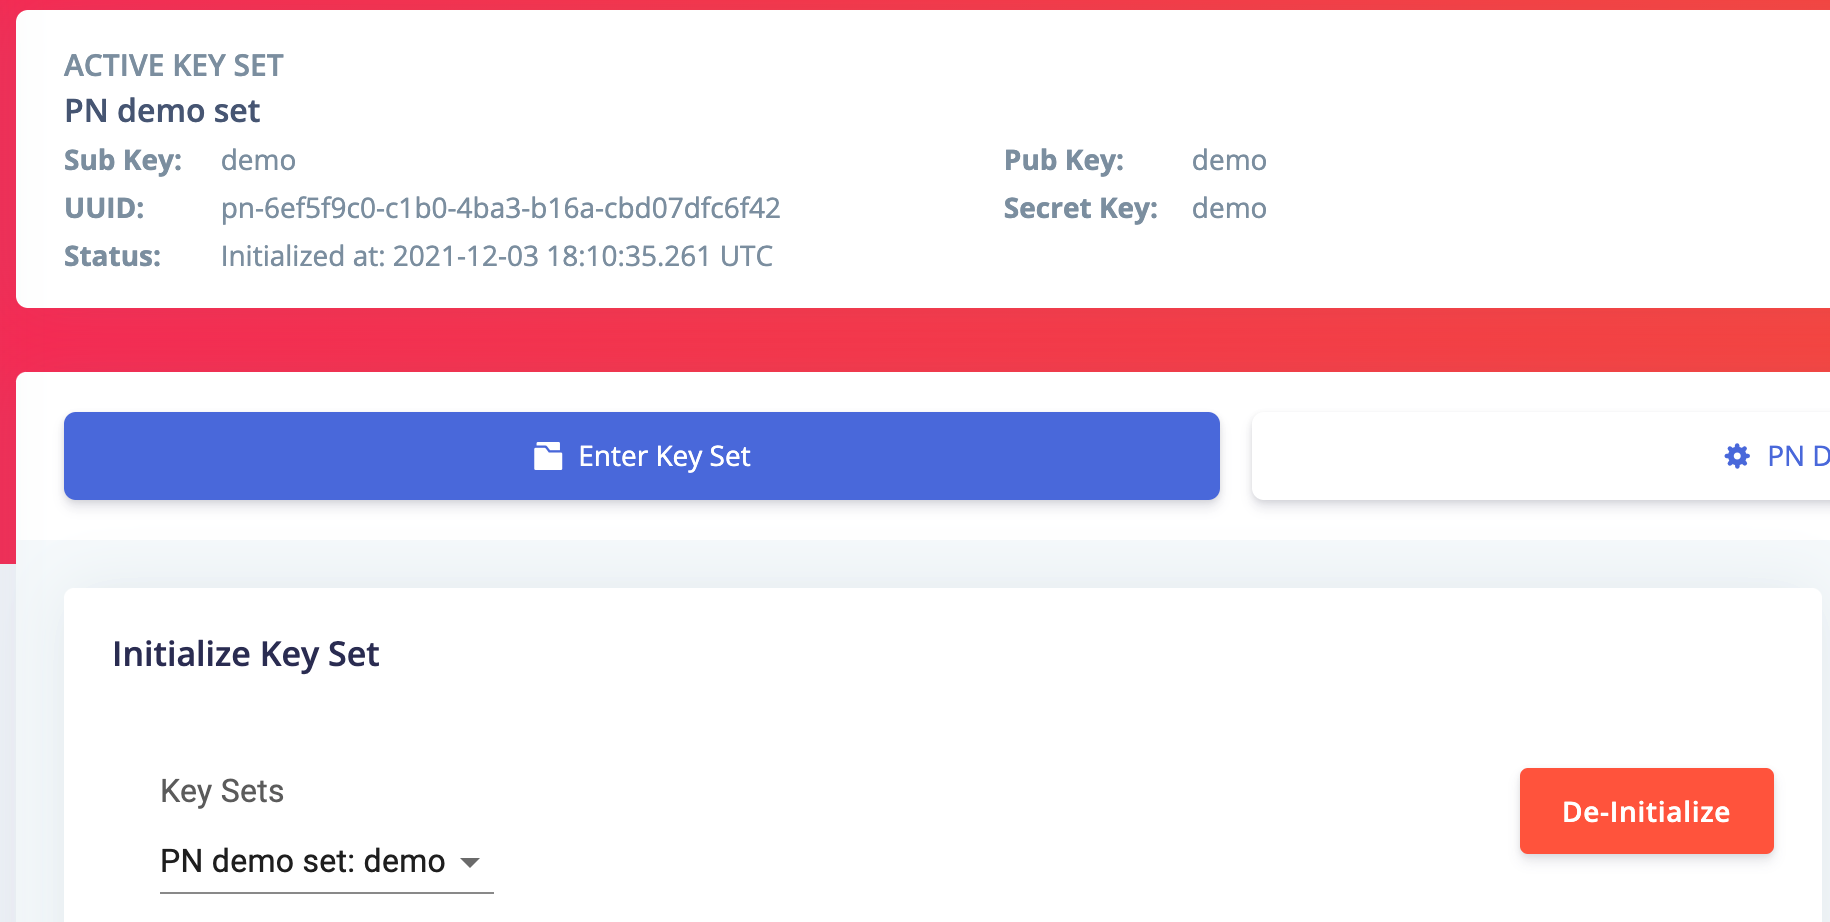 ACTIVE KEY SET
PN demo set
Sub Key: demo Pub Key: demo
UUID: pn-6ef5f9c0-c1b0-4ba3-b16a-cbd07dfc6f42 Secret Key: demo
Status: Initialized at: 2021-12-03 18:10:35.261 UTC
Enter Key Set PN D
Initialize Key Set
Key Sets
De-Initialize
PN demo set: demo